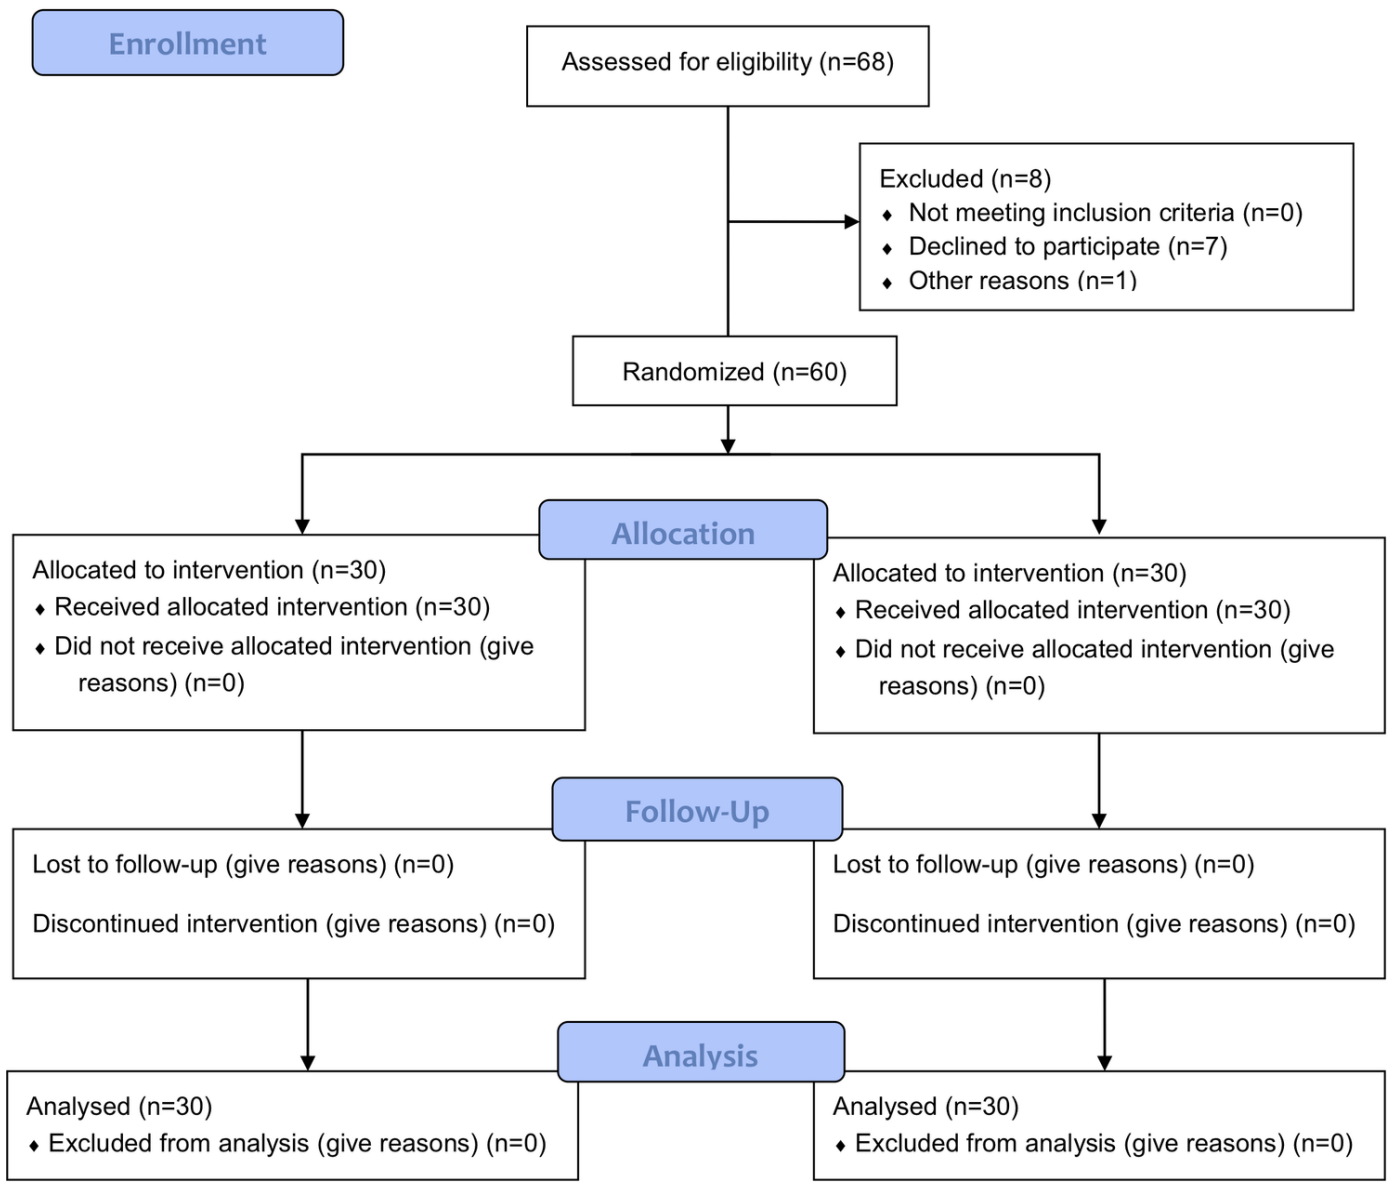 Enrollment
Assessed for eligibility (n=68)
Excluded (n=8)
♦ Not meeting inclusion criteria (n=0)
♦ Declined to participate (n=7)
♦ Other reasons (n=1)
Randomized (n=60)
Allocation
Allocated to intervention (n=30)
♦ Received allocated intervention (n=30)
♦ Did not receive allocated intervention (give
reasons) (n=0)
Allocated to intervention (n=30)
♦ Received allocated intervention (n=30)
♦ Did not receive allocated intervention (give
reasons) (n=0)
Follow-Up
Lost to follow-up (give reasons) (n=0)
Discontinued intervention (give reasons) (n=0)
Lost to follow-up (give reasons) (n=0)
Discontinued intervention (give reasons) (n=0)
Analysis
Analysed (n=30)
♦ Excluded from analysis (give reasons) (n=0)
Analysed (n=30)
♦ Excluded from analysis (give reasons) (n=0)